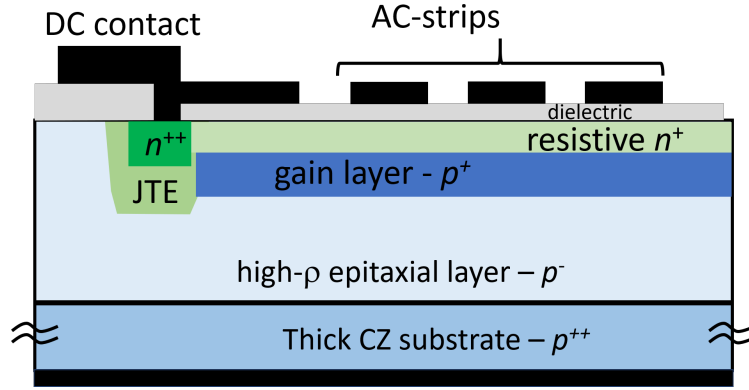 DC contact
AC-strips
dielectric
n++
resistive n+
gain layer - p+
JTE
high-ρ epitaxial layer – p-
Thick CZ substrate – p++